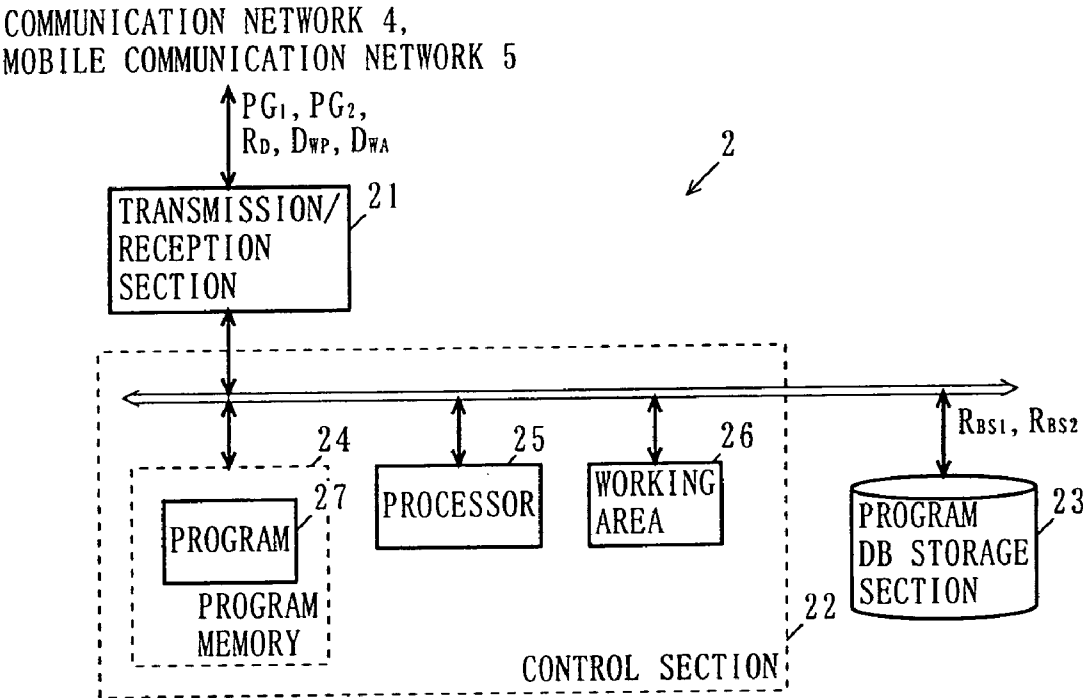 COMMUNICATION NETWORK 4,
MOBILE COMMUNICATION NETWORK 5
PG1, PG2,
RD, DWP, DWA
2
TRANSMISSION/
RECEPTION
SECTION
21
RBS1, RBS2
24
25
26
27
PROGRAM
PROCESSOR
WORKING
AREA
PROGRAM
DB STORAGE
SECTION
23
PROGRAM
MEMORY
22
CONTROL SECTION